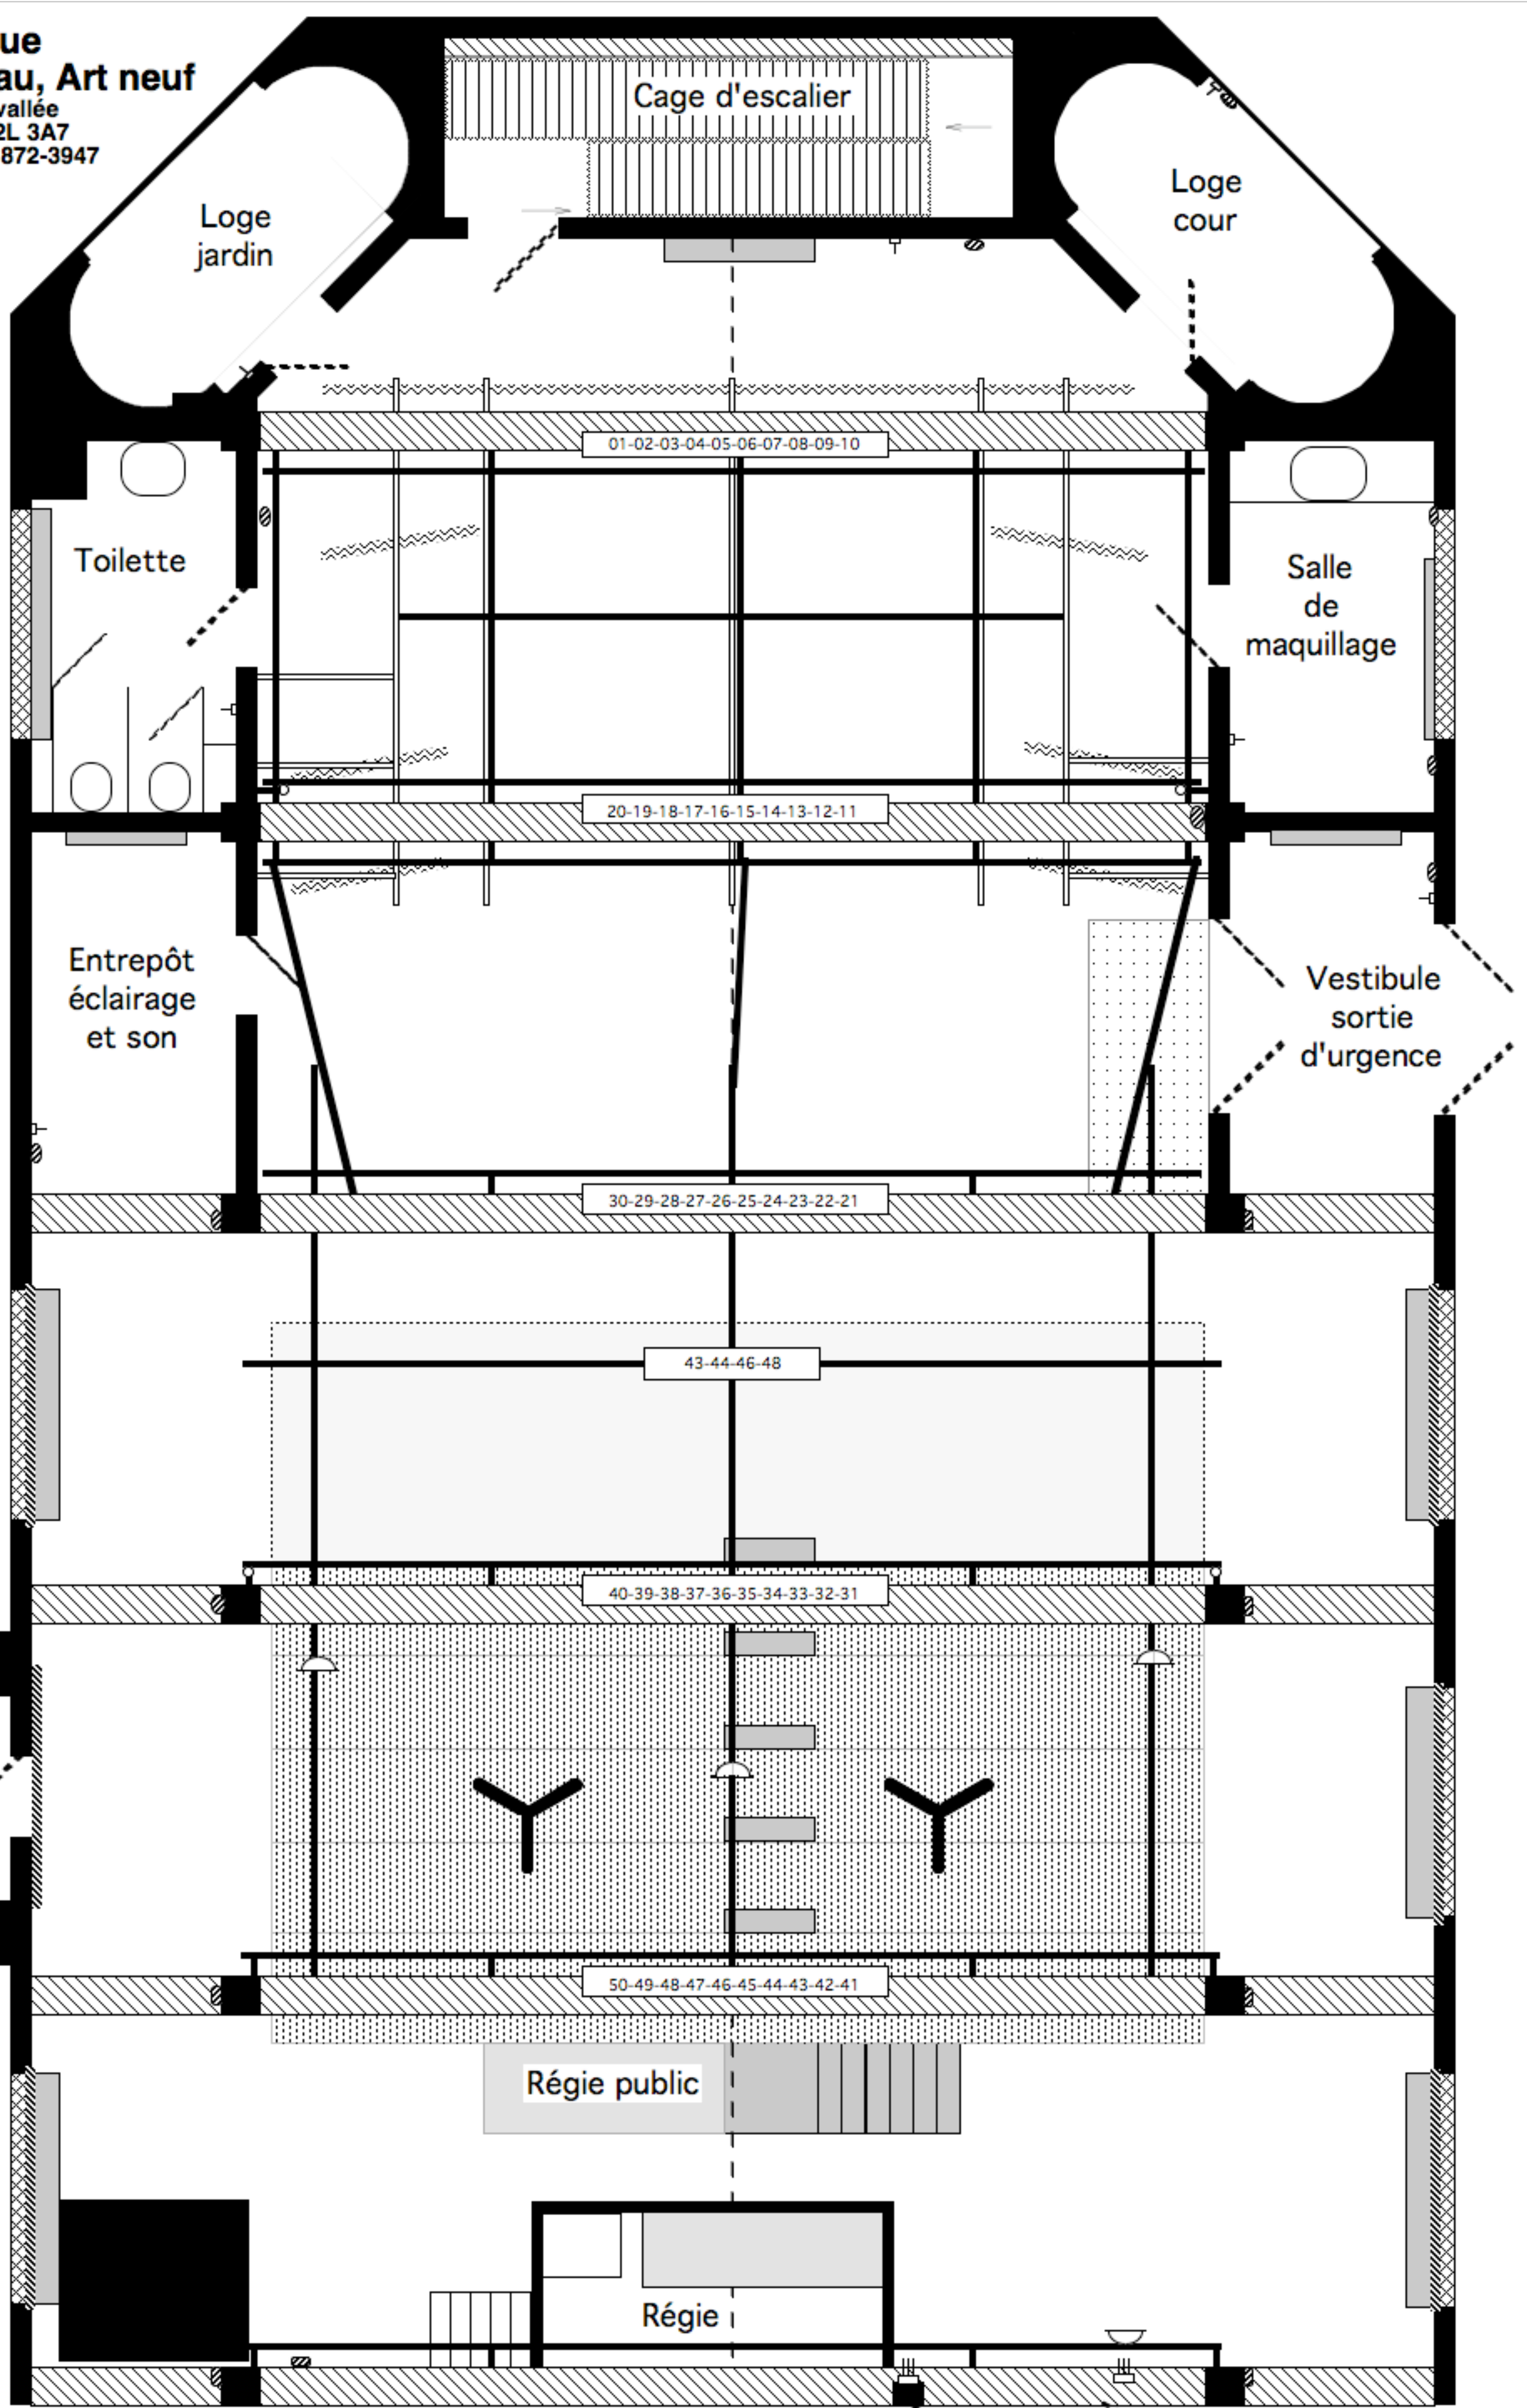 ue
au, Art neuf
vallée
2L 3A7
872-3947
Cage d'escalier
Loge
jardin
Loge
cour
01-02-03-04-05-06-07-08-09-10
Toilette
Salle
de
maquillage
20-19-18-17-16-15-14-13-12-11
Entrepôt
éclairage
et son
Vestibule
sortie
d'urgence
30-29-28-27-26-25-24-23-22-21
43-44-46-48
40-39-38-37-36-35-34-33-32-31
50-49-48-47-46-45-44-43-42-41
Régie public
Régie